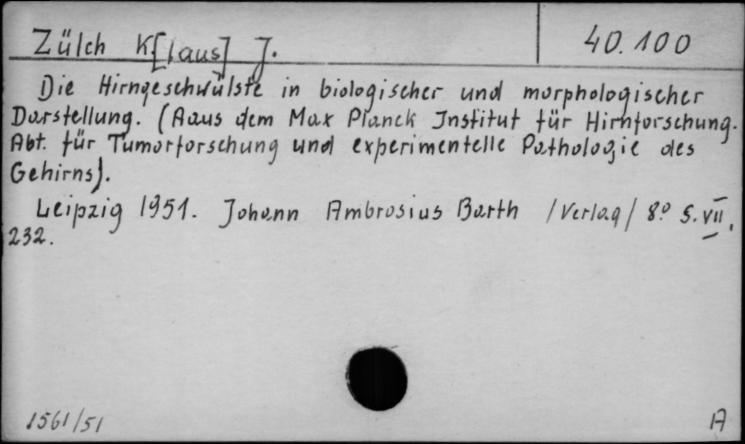 Zülch K[laus] J.
40.100
Die Hirngeschwülste in biologischer und morphologischer
Darstellung. (Aaus dem Max Planck Institut für Hirnforschung.
Abt. für Tumorforschung und experimentelle Pathologie des
Gehirns).
Leipzig 1951. Johann Ambrosius Barth /Verlag/ 8.º S. VII,
232.
1561/51
A